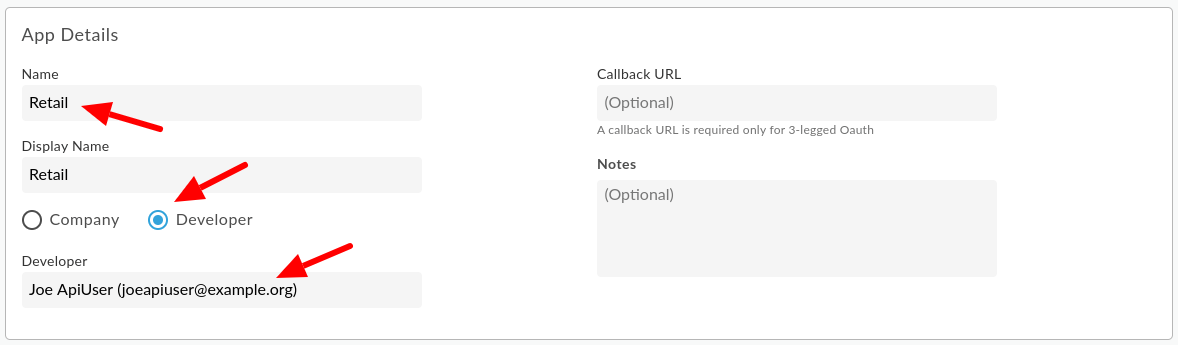 App Details
Name
Retail
Display Name
Retail
Company
Developer
Developer
Joe ApiUser (joeapiuser@example.org)
Callback URL
(Optional)
A callback URL is required only for 3-legged Oauth
Notes
(Optional)